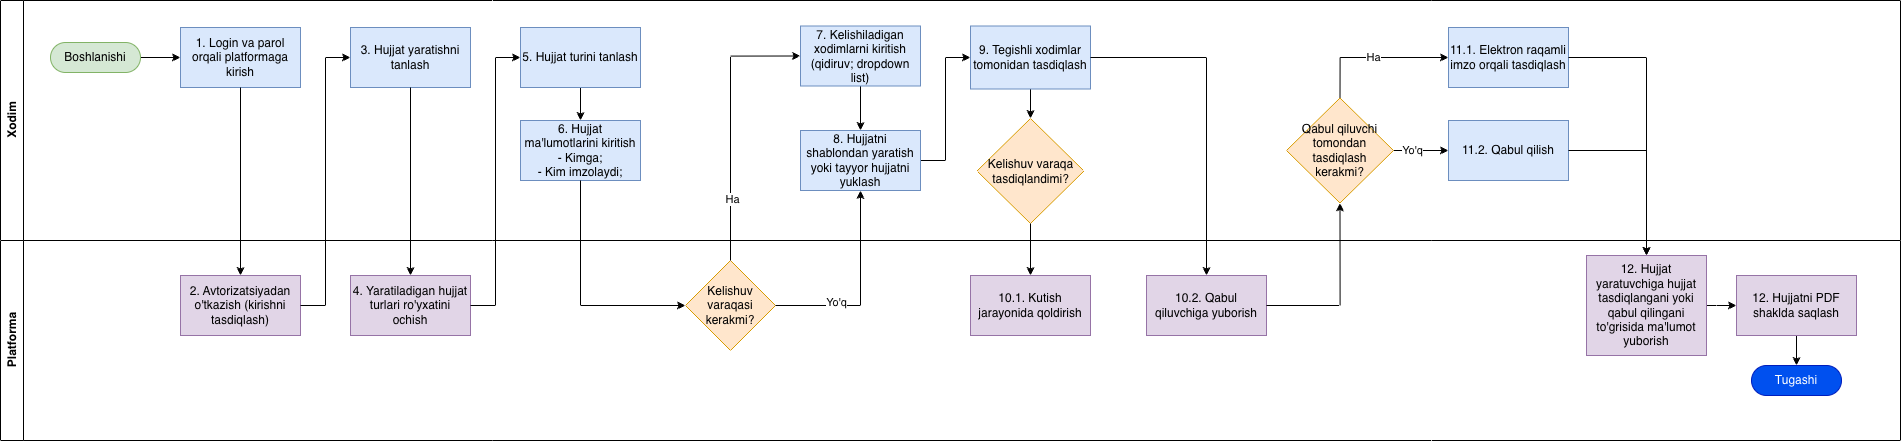 Xodim
Boshlanishi
1. Login va parol
orqali platformaga
kirish
3. Hujjat yaratishni
tanlash
5. Hujjat turini tanlash
6. Hujjat
ma'lumotlarini kiritish
- Kimga;
- Kim imzolaydi;
Ha
7. Kelishiladigan
xodimlarni kiritish
(qidiruv; dropdown
list)
8. Hujjatni
shablondan yaratish
yoki tayyor hujjatni
yuklash
9. Tegishli xodimlar
tomonidan tasdiqlash
Kelishuv varaqa
tasdiqlandimi?
Qabul qiluvchi
tomondan
tasdiqlash
kerakmi?
Ha
Yo'q
11.1. Elektron raqamli
imzo orqali tasdiqlash
11.2. Qabul qilish
Platforma
2. Avtorizatsiyadan
o'tkazish (kirishni
tasdiqlash)
4. Yaratiladigan hujjat
turlari ro'yxatini
ochish
Kelishuv
varaqasi
kerakmi?
Yo'q
10.1. Kutish
jarayonida qoldirish
10.2. Qabul
qiluvchiga yuborish
12. Hujjat
yaratuvchiga hujjat
tasdiqlangani yoki
qabul qilingani
to'grisida ma'lumot
yuborish
12. Hujjatni PDF
shaklda saqlash
Tugashi